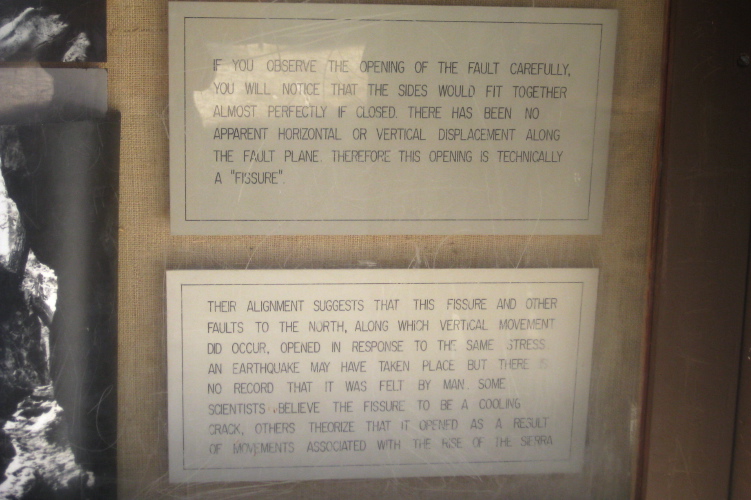 IF YOU OBSERVE THE OPENING OF THE FAULT CAREFULLY,
YOU WILL NOTICE THAT THE SIDES WOULD FIT TOGETHER
ALMOST PERFECTLY IF CLOSED. THERE HAS BEEN NO
APPARENT HORIZONTAL OR VERTICAL DISPLACEMENT ALONG
THE FAULT PLANE. THEREFORE THIS OPENING IS TECHNICALLY
A "FISSURE".
THEIR ALIGNMENT SUGGESTS THAT THIS FISSURE AND OTHER
FAULTS TO THE NORTH, ALONG WHICH VERTICAL MOVEMENT
DID OCCUR, OPENED IN RESPONSE TO THE SAME STRESS
AN EARTHQUAKE MAY HAVE TAKEN PLACE BUT THERE IS
NO RECORD THAT IT WAS FELT BY MAN. SOME
SCIENTISTS BELIEVE THE FISSURE TO BE A COOLING
CRACK, OTHERS THEORIZE THAT IT OPENED AS A RESULT
OF MOVEMENTS ASSOCIATED WITH THE RISE OF THE SIERRA